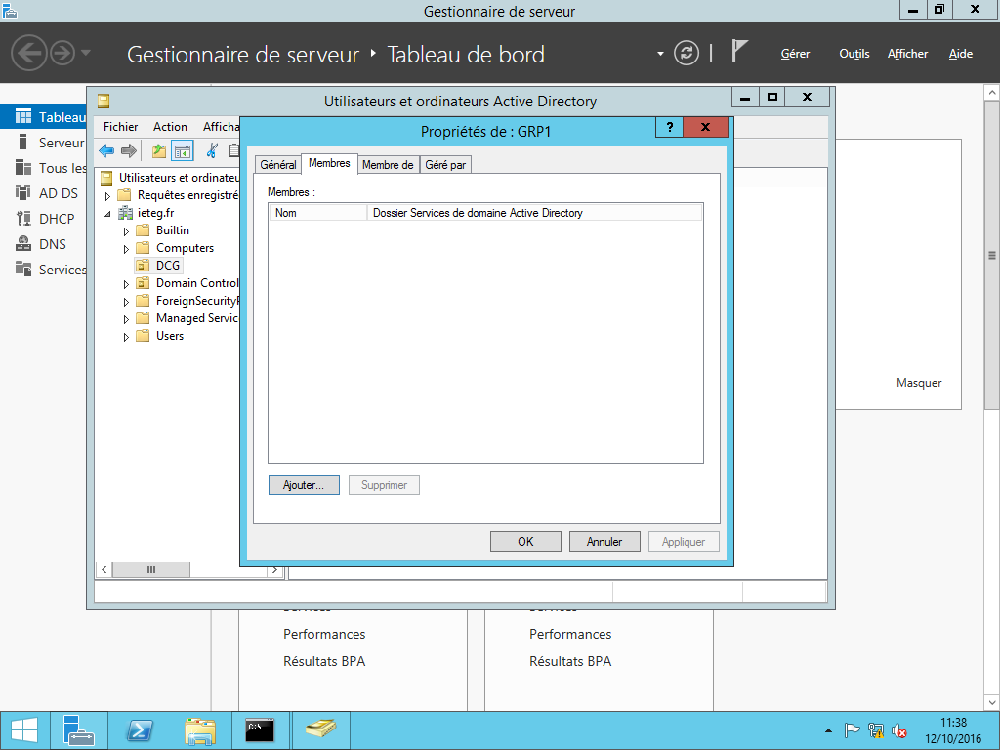 Gestionnaire de serveur
Gestionnaire de serveur ‣ Tableau de bord
Gérer Outils Afficher Aide
Tableau
Serveur
Tous les
AD DS
DHCP
DNS
Services
Utilisateurs et ordinateurs Active Directory
Fichier Action Afficha
Utilisateurs et ordinateu
Requêtes enregistré
ieteg.fr
Builtin
Computers
DCG
Domain Control
ForeignSecurityP
Managed Servic
Users
Propriétés de : GRP1
Général Membres Membre de Géré par
Membres :
Nom Dossier Services de domaine Active Directory
Ajouter... Supprimer
OK Annuler Appliquer
Masquer
Performances Performances
Résultats BPA Résultats BPA
C:\_
11:38
12/10/2016